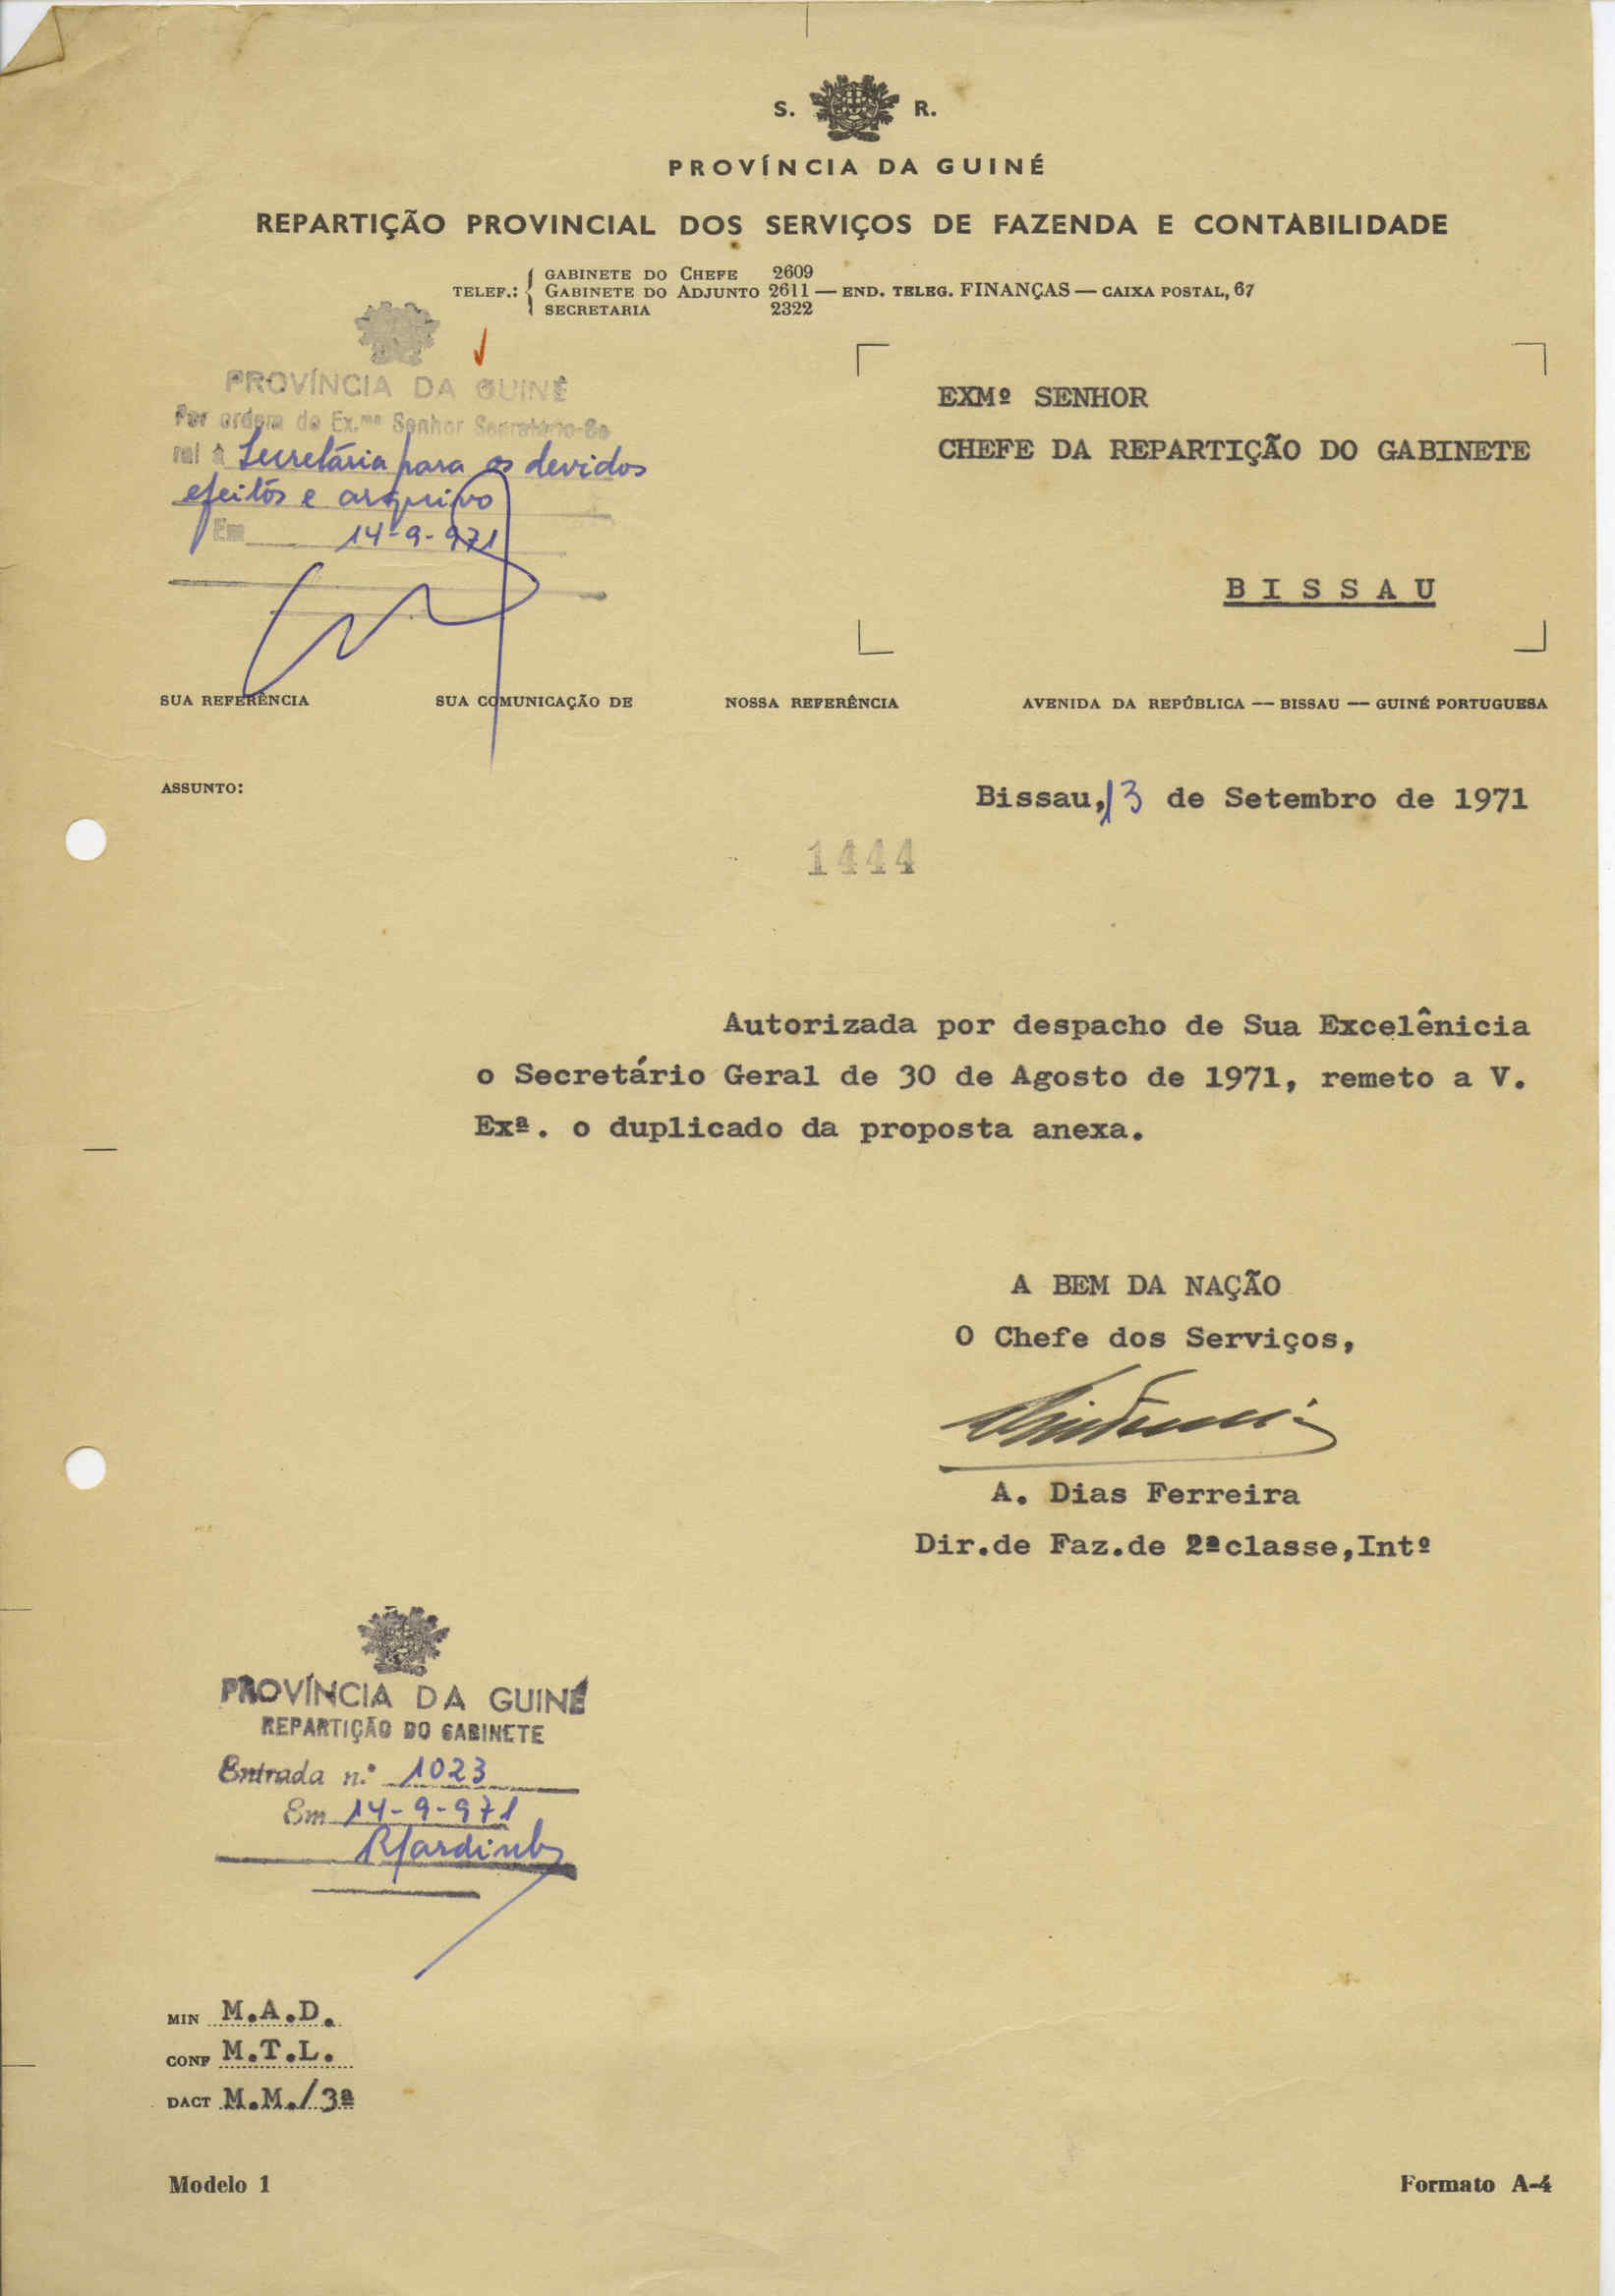 S. R.
PROVÍNCIA DA GUINÉ
REPARTIÇÃO PROVINCIAL DOS SERVIÇOS DE FAZENDA E CONTABILIDADE
TELEF.: GABINETE DO CHEFE 2609
GABINETE DO ADJUNTO 2611 — END. TELEG. FINANÇAS — CAIXA POSTAL, 67
SECRETARIA 2322
PROVÍNCIA DA GUINÉ
Por ordem de Ex.mo Senhor Secretário-Ge
ral à Secretária para os devidos
efeitos e arquivo
Em 14-9-971
EXMº SENHOR
CHEFE DA REPARTIÇÃO DO GABINETE
BISSAU
SUA REFERÊNCIA SUA COMUNICAÇÃO DE NOSSA REFERÊNCIA AVENIDA DA REPÚBLICA — BISSAU — GUINÉ PORTUGUESA
ASSUNTO:
Bissau, 13 de Setembro de 1971
1444
Autorizada por despacho de Sua Excelênicia
o Secretário Geral de 30 de Agosto de 1971, remeto a V.
Exª. o duplicado da proposta anexa.
A BEM DA NAÇÃO
O Chefe dos Serviços,
A. Dias Ferreira
Dir.de Faz.de 2ªclasse,Intº
PROVÍNCIA DA GUINÉ
REPARTIÇÃO DO GABINETE
Entrada n.º 1023
Em 14-9-971
MIN M.A.D.
CONF M.T.L.
DACT M.M./3ª
Modelo 1
Formato A-4